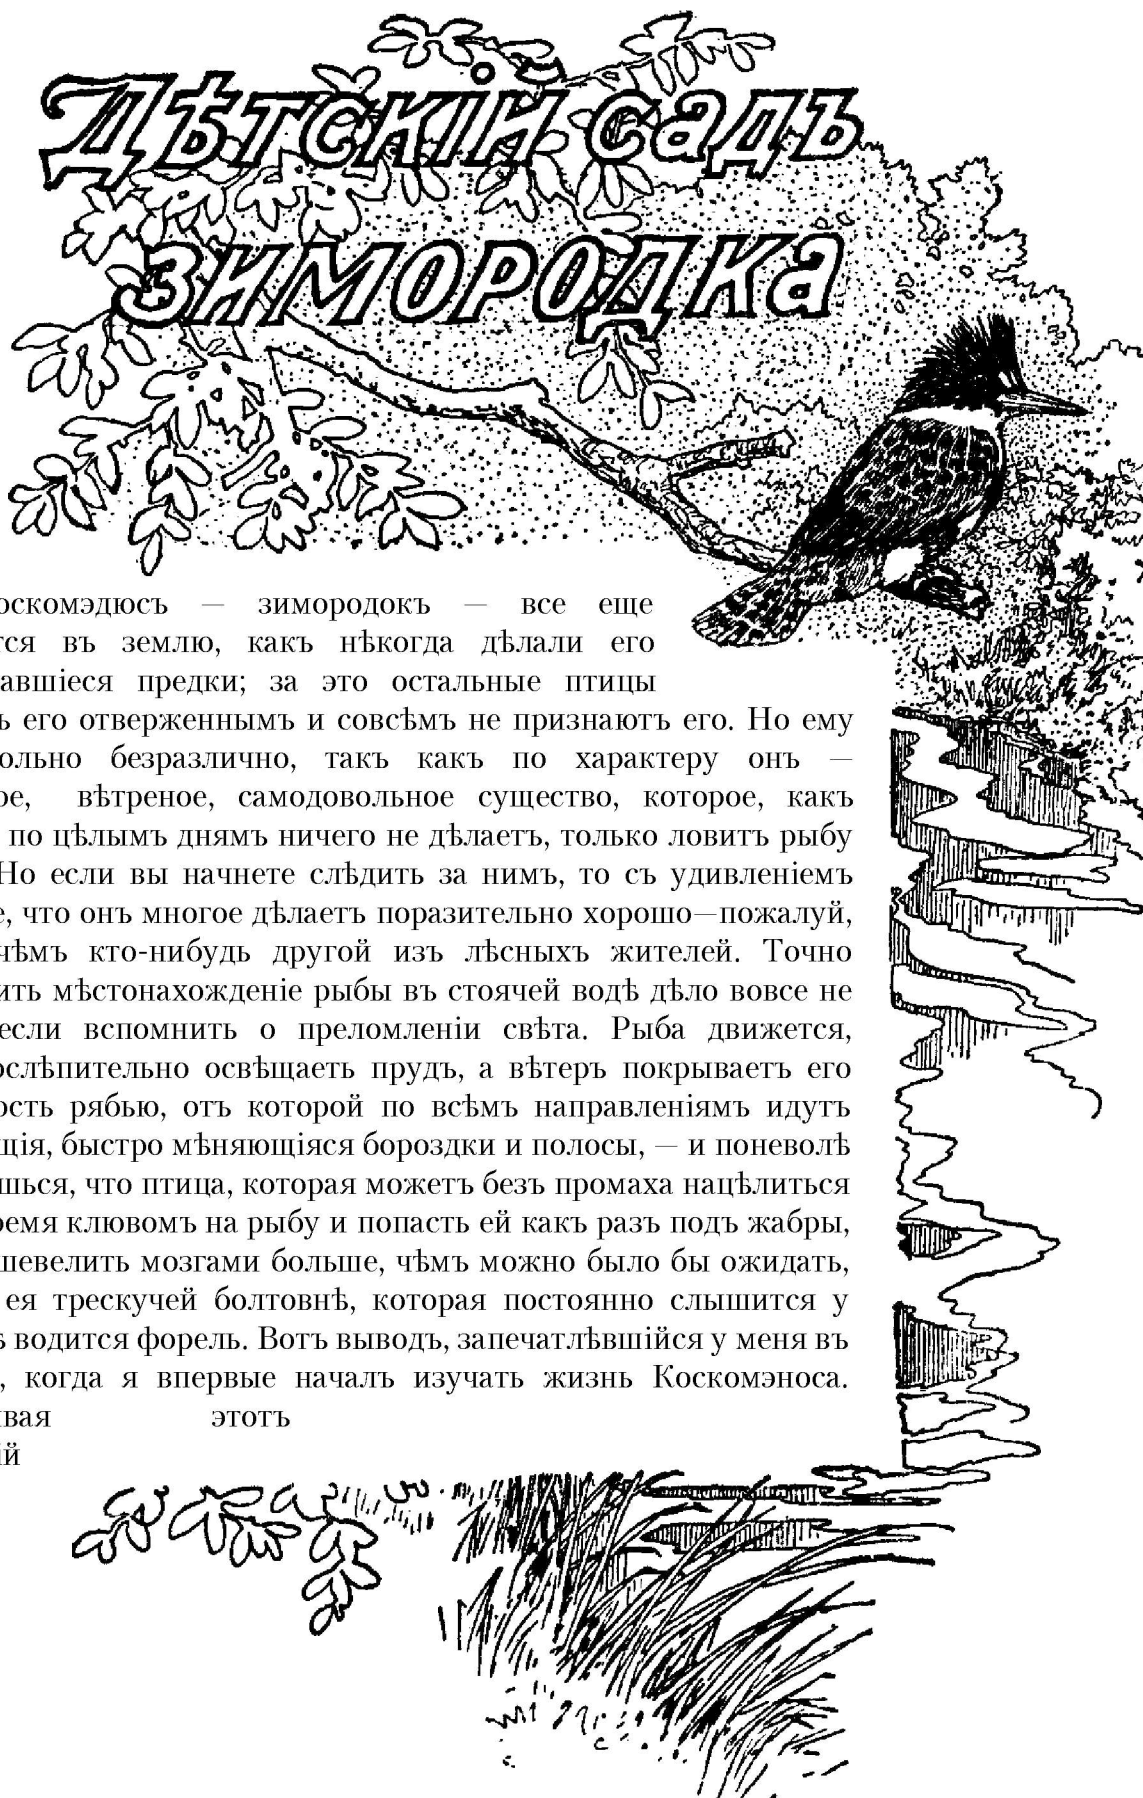 Дѣтскій садъ
зимородка
оскомэдюсъ — зимородокъ — все еще
тся въ землю, какъ нѣкогда дѣлали его
авшіеся предки; за это остальные птицы
ъ его отверженнымъ и совсѣмъ не признаютъ его. Но ему
ольно безразлично, такъ какъ по характеру онъ —
ое, вѣтреное, самодовольное существо, которое, какъ
по цѣлымъ днямъ ничего не дѣлаетъ, только ловитъ рыбу
Но если вы начнете слѣдить за нимъ, то съ удивленіемъ
е, что онъ многое дѣлаетъ поразительно хорошо—пожалуй,
чѣмъ кто-нибудь другой изъ лѣсныхъ жителей. Точно
ить мѣстонахожденіе рыбы въ стоячей водѣ дѣло вовсе не
если вспомнить о преломленіи свѣта. Рыба движется,
ослѣпительно освѣщаеть прудъ, а вѣтеръ покрываетъ его
ость рябью, отъ которой по всѣмъ направленіямъ идутъ
щія, быстро мѣняющіяся бороздки и полосы, — и поневолѣ
шься, что птица, которая можетъ безъ промаха нацѣлиться
ремя клювомъ на рыбу и попасть ей какъ разъ подъ жабры,
шевелить мозгами больше, чѣмъ можно было бы ожидать,
ея трескучей болтовнѣ, которая постоянно слышится у
ѣ водится форель. Вотъ выводъ, запечатлѣвшійся у меня въ
, когда я впервые началъ изучать жизнь Коскомэноса.
ивая этотъ
ій